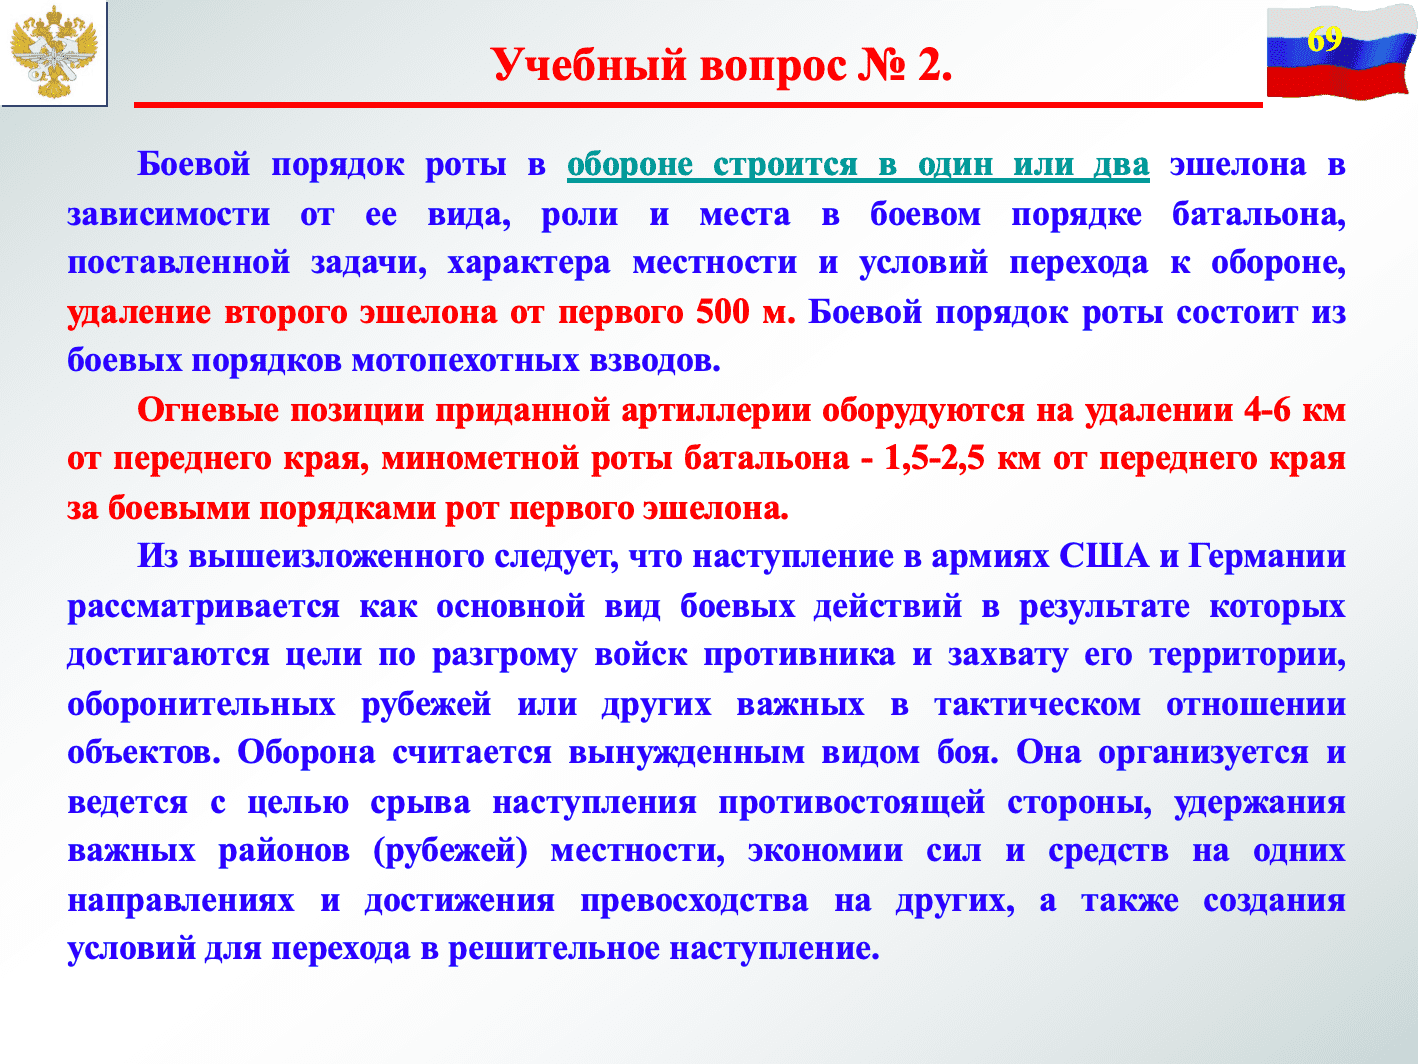 69
Учебный вопрос № 2.
Боевой порядок роты в обороне строится в один или два эшелона в
зависимости от ее вида, роли и места в боевом порядке батальона,
поставленной задачи, характера местности и условий перехода к обороне,
удаление второго эшелона от первого 500 м. Боевой порядок роты состоит из
боевых порядков мотопехотных взводов.
Огневые позиции приданной артиллерии оборудуются на удалении 4-6 км
от переднего края, минометной роты батальона - 1,5-2,5 км от переднего края
за боевыми порядками рот первого эшелона.
Из вышеизложенного следует, что наступление в армиях США и Германии
рассматривается как основной вид боевых действий в результате которых
достигаются цели по разгрому войск противника и захвату его территории,
оборонительных рубежей или других важных в тактическом отношении
объектов. Оборона считается вынужденным видом боя. Она организуется и
ведется с целью срыва наступления противостоящей стороны, удержания
важных районов (рубежей) местности, экономии сил и средств на одних
направлениях и достижения превосходства на других, а также создания
условий для перехода в решительное наступление.